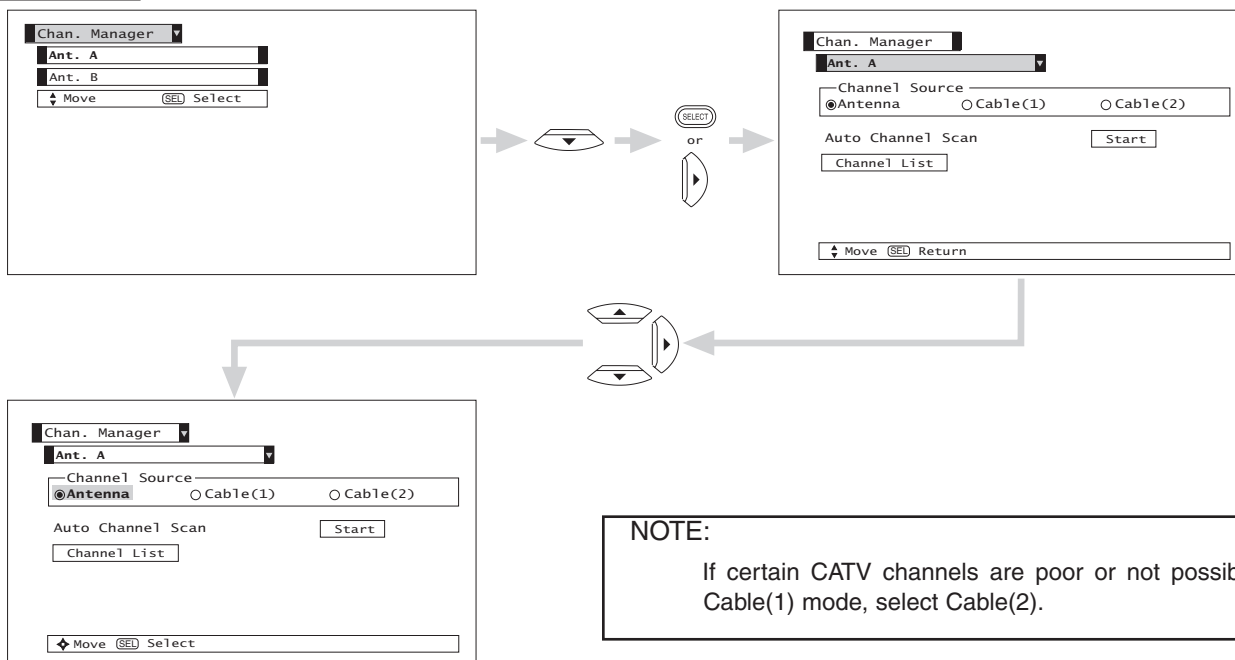 Chan. Manager
Ant. A
Ant. B
Move SEL Select
SELECT
or
Chan. Manager
Ant. A
Channel Source
Antenna Cable(1) Cable(2)
Auto Channel Scan Start
Channel List
Move SEL Return
Chan. Manager
Ant. A
Channel Source
Antenna Cable(1) Cable(2)
Auto Channel Scan Start
Channel List
Move SEL Select
NOTE:
If certain CATV channels are poor or not
Cable(1) mode, select Cable(2).